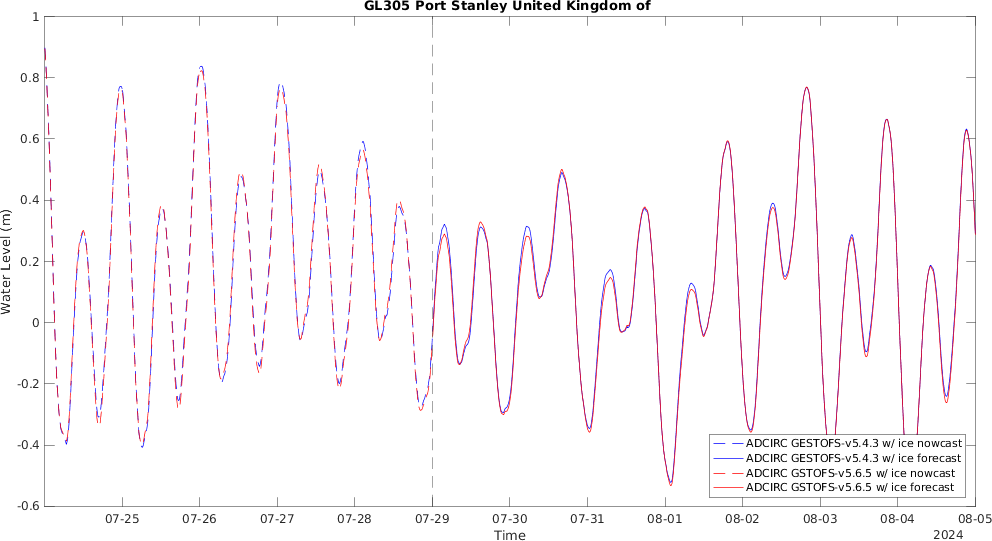 GL305 Port Stanley United Kingdom of
Water Level (m)
1
0.8
0.6
0.4
0.2
0
-0.2
-0.4
-0.6
ADCIRC GESTOFS-v5.4.3 w/ ice nowcast
ADCIRC GESTOFS-v5.4.3 w/ ice forecast
ADCIRC GSTOFS-v5.6.5 w/ ice nowcast
ADCIRC GSTOFS-v5.6.5 w/ ice forecast
07-25 07-26 07-27 07-28 07-29 07-30 07-31 08-01 08-02 08-03 08-04 08-05
Time
2024